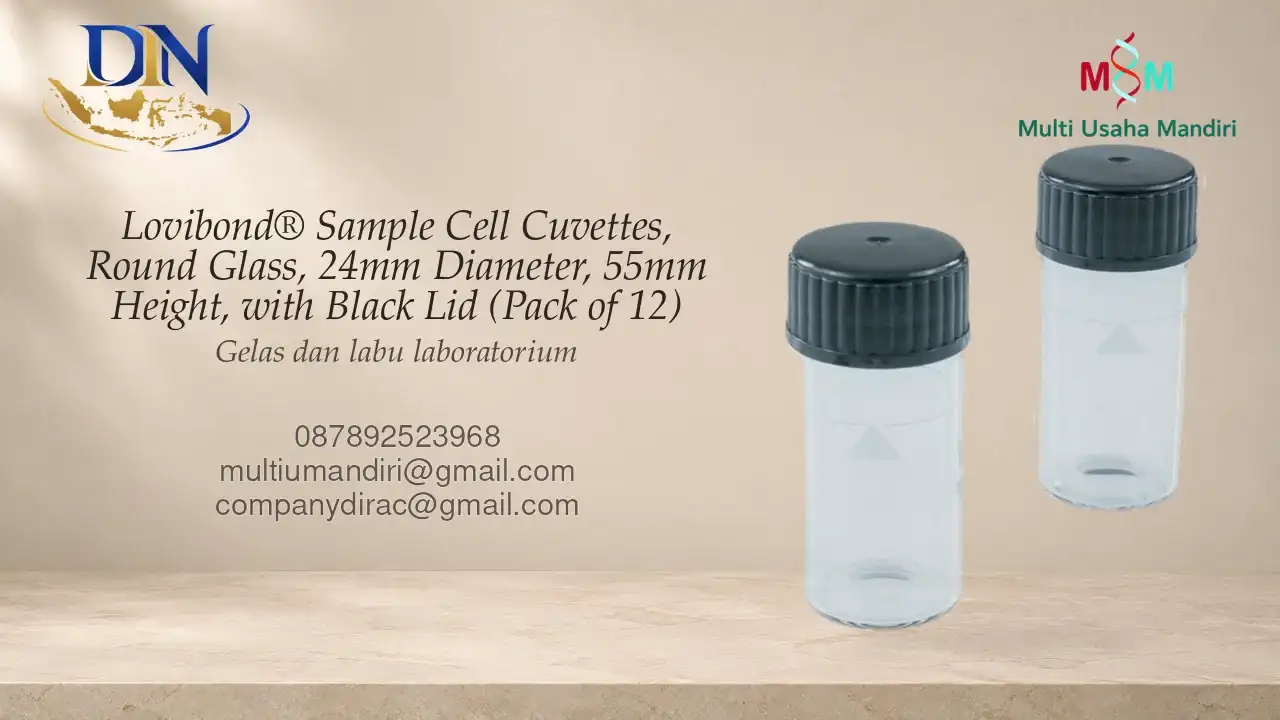 DIN
MSM
Multi Usaha Mandiri
Lovibond® Sample Cell Cuvettes,
Round Glass, 24mm Diameter, 55mm
Height, with Black Lid (Pack of 12)
Gelas dan labu laboratorium
087892523968
multiumandiri@gmail.com
companydirac@gmail.com